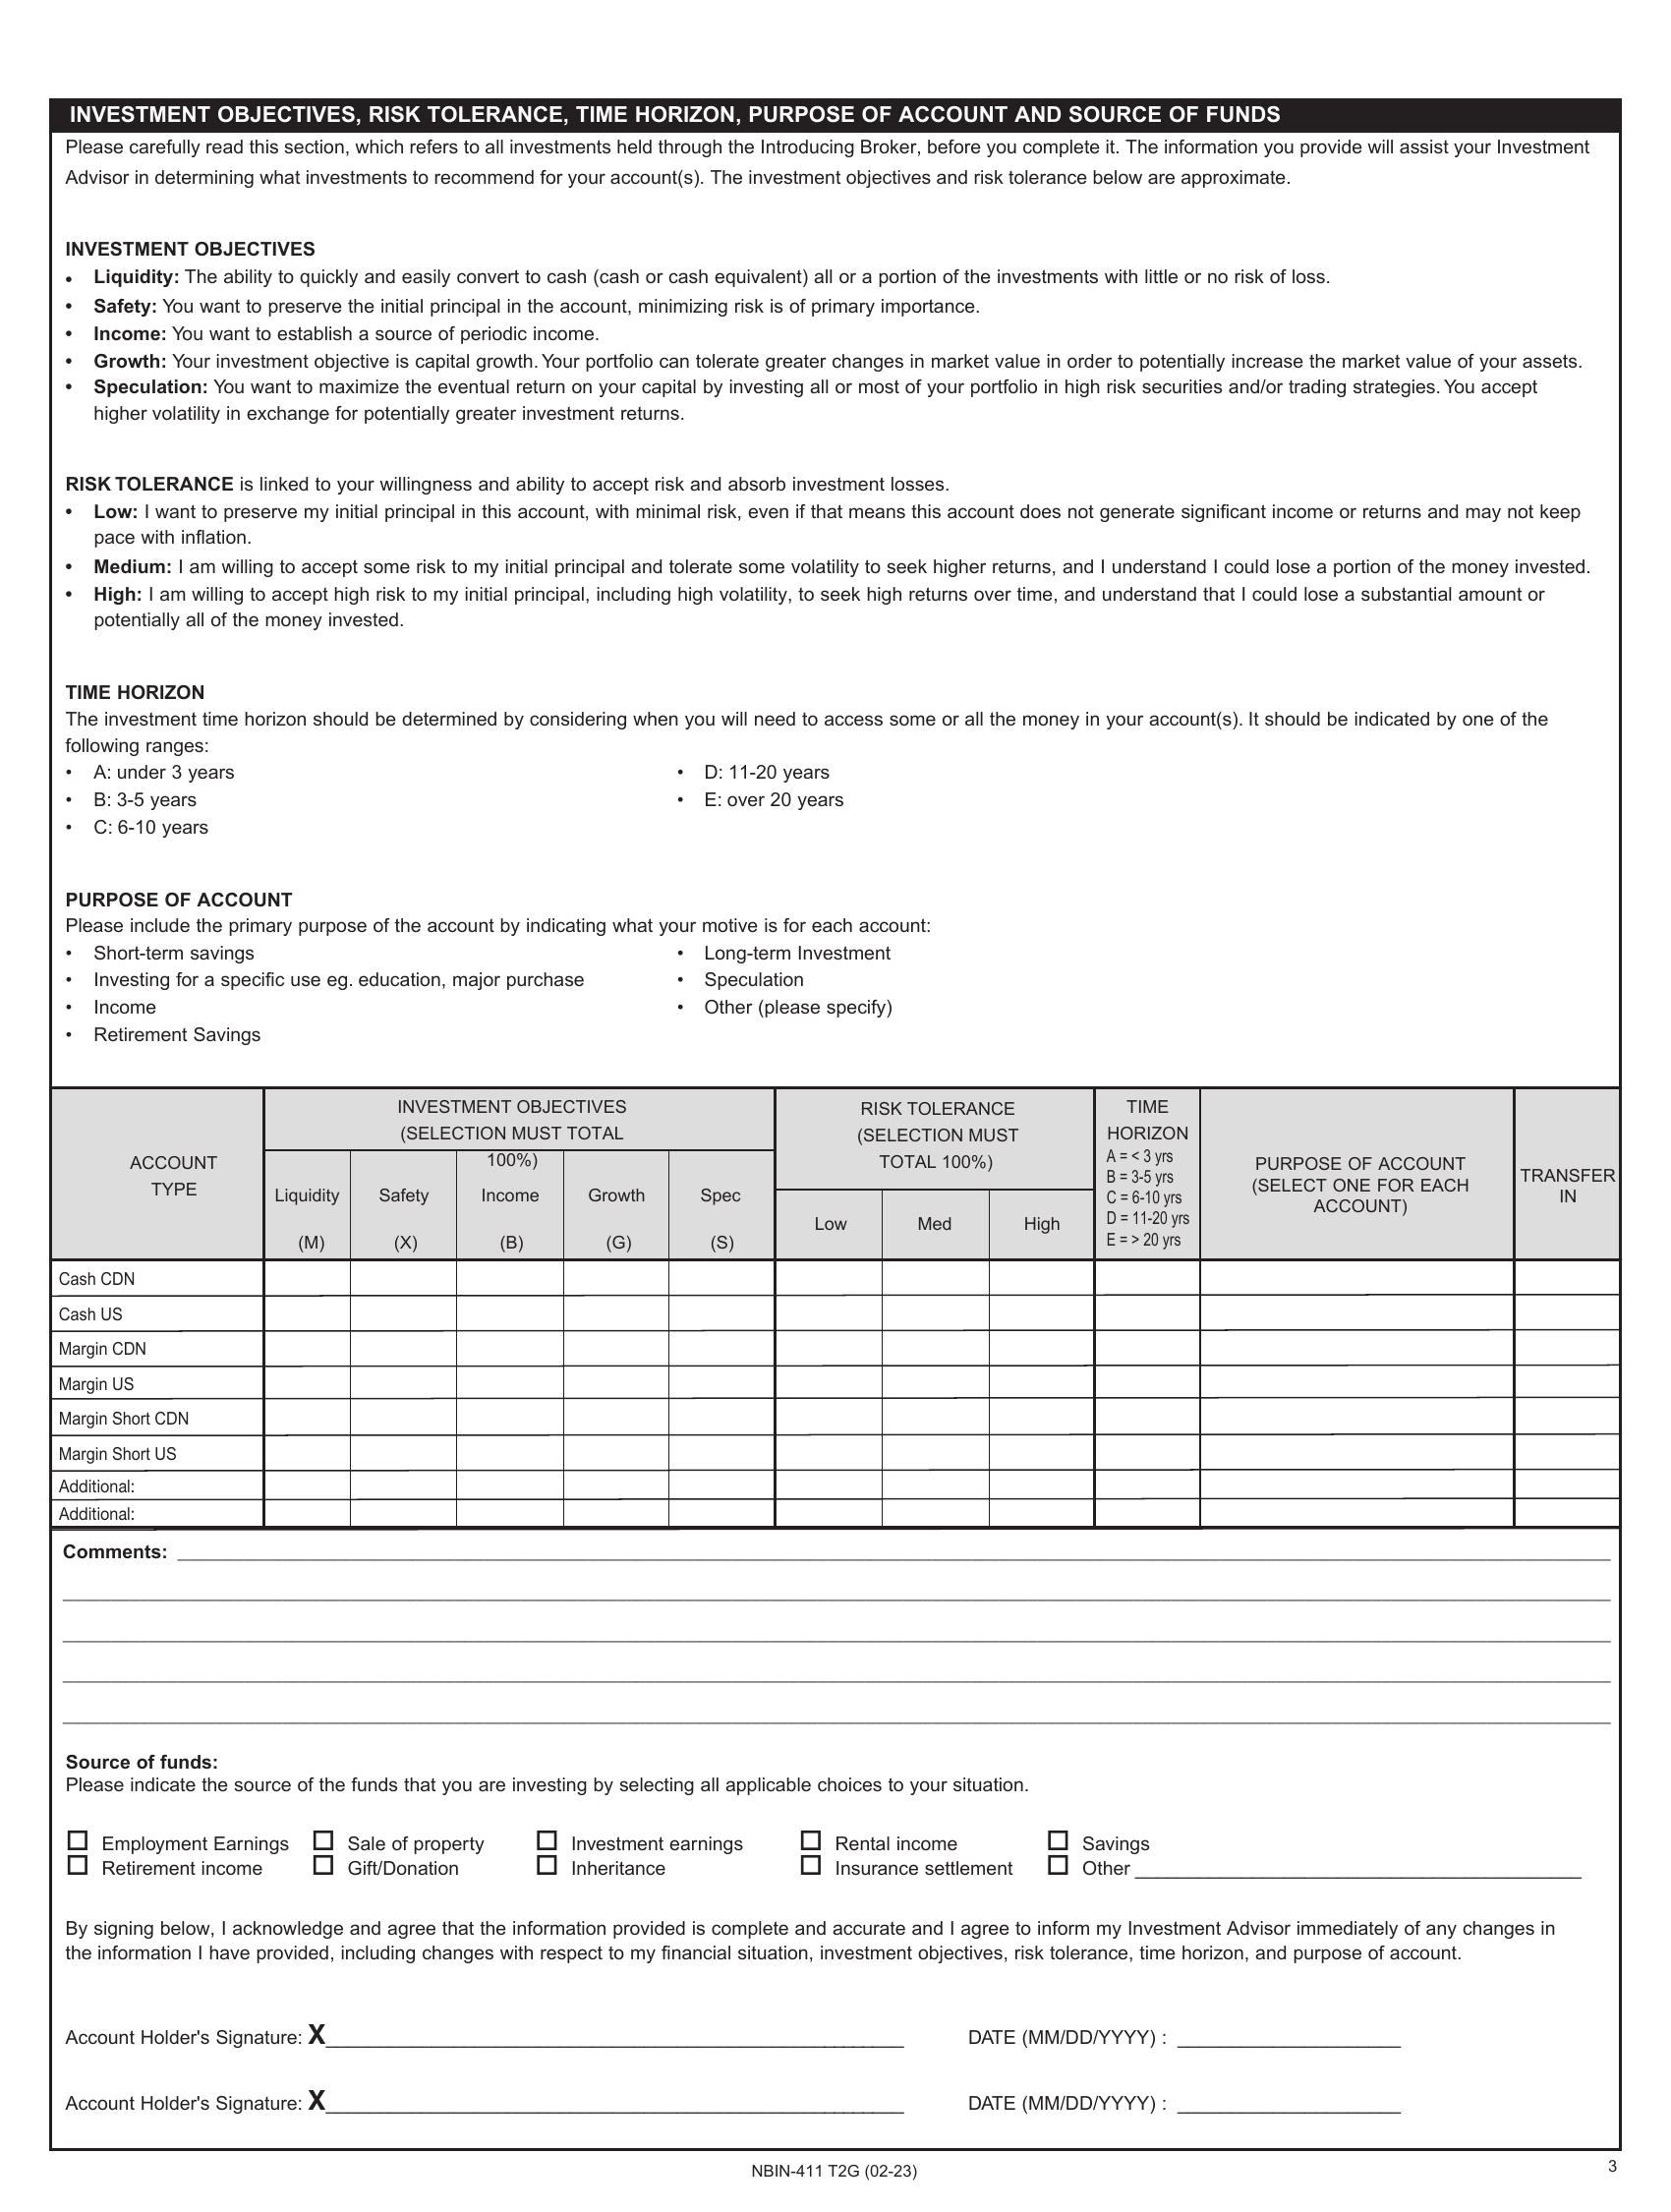 INVESTMENT OBJECTIVES, RISK TOLERANCE, TIME HORIZON, PURPOSE OF ACCOUNT AND SOURCE OF FUNDS
Please carefully read this section, which refers to all investments held through the Introducing Broker, before you complete it. The information you provide will assist your Investment
Advisor in determining what investments to recommend for your account(s). The investment objectives and risk tolerance below are approximate.
INVESTMENT OBJECTIVES
• Liquidity: The ability to quickly and easily convert to cash (cash or cash equivalent) all or a portion of the investments with little or no risk of loss.
• Safety: You want to preserve the initial principal in the account, minimizing risk is of primary importance.
• Income: You want to establish a source of periodic income.
• Growth: Your investment objective is capital growth. Your portfolio can tolerate greater changes in market value in order to potentially increase the market value of your assets.
• Speculation: You want to maximize the eventual return on your capital by investing all or most of your portfolio in high risk securities and/or trading strategies. You accept
higher volatility in exchange for potentially greater investment returns.
RISK TOLERANCE is linked to your willingness and ability to accept risk and absorb investment losses.
• Low: I want to preserve my initial principal in this account, with minimal risk, even if that means this account does not generate significant income or returns and may not keep
pace with inflation.
• Medium: I am willing to accept some risk to my initial principal and tolerate some volatility to seek higher returns, and I understand I could lose a portion of the money invested.
• High: I am willing to accept high risk to my initial principal, including high volatility, to seek high returns over time, and understand that I could lose a substantial amount or
potentially all of the money invested.
TIME HORIZON
The investment time horizon should be determined by considering when you will need to access some or all the money in your account(s). It should be indicated by one of the
following ranges:
• A: under 3 years
• B: 3-5 years
• C: 6-10 years
• D: 11-20 years
• E: over 20 years
PURPOSE OF ACCOUNT
Please include the primary purpose of the account by indicating what your motive is for each account:
• Short-term savings
• Investing for a specific use eg. education, major purchase
• Income
• Retirement Savings
• Long-term Investment
• Speculation
• Other (please specify)
ACCOUNT
TYPE
INVESTMENT OBJECTIVES
(SELECTION MUST TOTAL
100%)
Liquidity
(M)
Safety
(X)
Income
(B)
Growth
(G)
Spec
(S)
RISK TOLERANCE
(SELECTION MUST
TOTAL 100%)
Low
Med
High
TIME
HORIZON
A = < 3 yrs
B = 3-5 yrs
C = 6-10 yrs
D = 11-20 yrs
E = > 20 yrs
PURPOSE OF ACCOUNT
(SELECT ONE FOR EACH
ACCOUNT)
TRANSFER
IN
Cash CDN
Cash US
Margin CDN
Margin US
Margin Short CDN
Margin Short US
Additional:
Additional:
Comments:
Source of funds:
Please indicate the source of the funds that you are investing by selecting all applicable choices to your situation.
☐ Employment Earnings ☐ Sale of property ☐ Investment earnings ☐ Rental income ☐ Savings
☐ Retirement income ☐ Gift/Donation ☐ Inheritance ☐ Insurance settlement ☐ Other
By signing below, I acknowledge and agree that the information provided is complete and accurate and I agree to inform my Investment Advisor immediately of any changes in
the information I have provided, including changes with respect to my financial situation, investment objectives, risk tolerance, time horizon, and purpose of account.
Account Holder's Signature: X DATE (MM/DD/YYYY) :
Account Holder's Signature: X DATE (MM/DD/YYYY) :
NBIN-411 T2G (02-23)
3